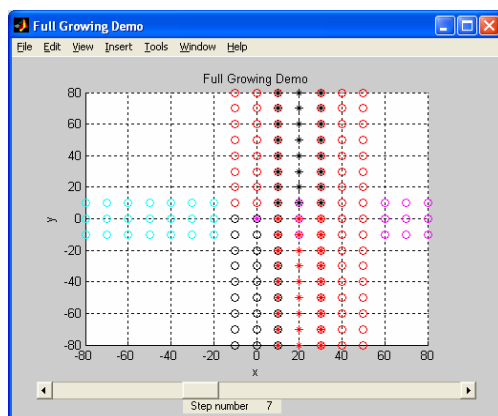 Full Growing Demo
File Edit View Insert Tools Window Help
Full Growing Demo
80
60
40
20
0
-20
-40
-60
-80
y
-80 -60 -40 -20 0 20 40 60 80
x
Step number 7